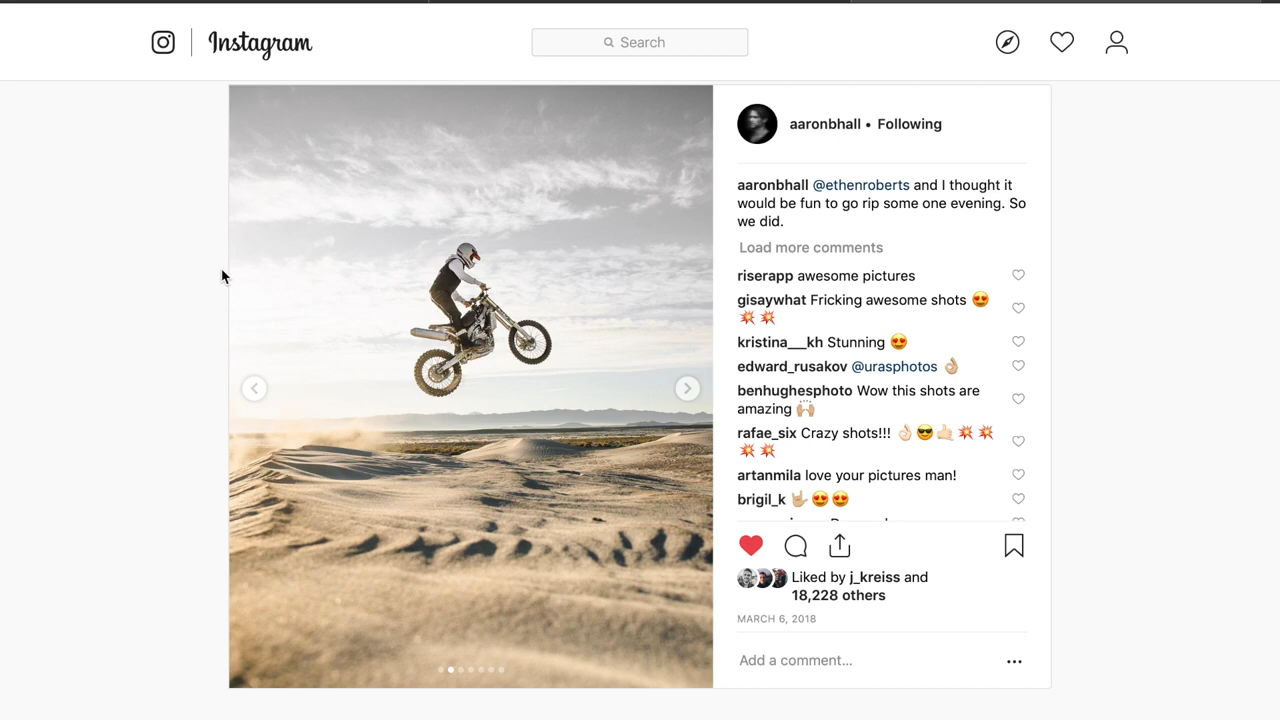 Instagram
Search
aaronbhall • Following
aaronbhall @ethenroberts and I thought it
would be fun to go rip some one evening. So
we did.
Load more comments
riserapp awesome pictures
gisaywhat Fricking awesome shots 😍
💥💥
kristina__kh Stunning 😍
edward_rusakov @urasphotos 👌🏼
benhughesphoto Wow this shots are
amazing 🙌🏼
rafae_six Crazy shots!!! 👌🏻😎🤙🏻💥💥
💥💥
artanmila love your pictures man!
brigil_k 🤟🏼😍😍
Liked by j_kreiss and
18,228 others
MARCH 6, 2018
Add a comment...